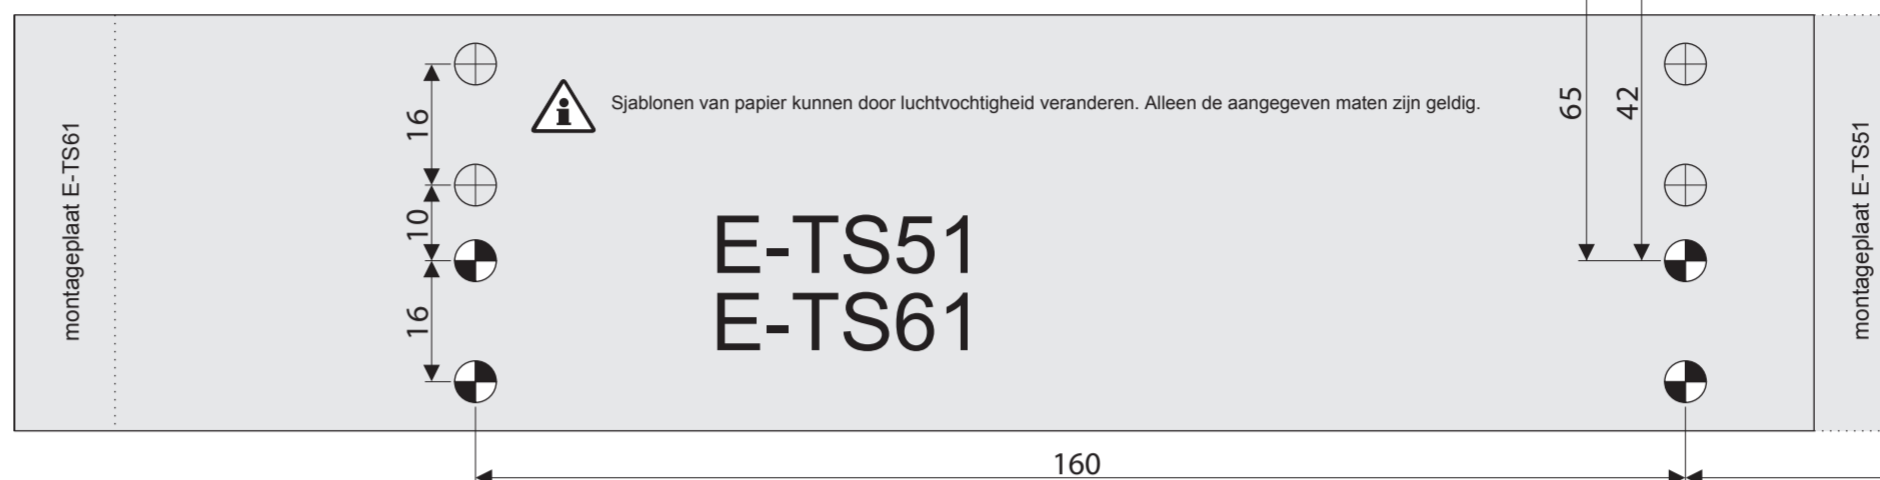 montageplaat E-TS61
16
10
16
Sjablonen van papier kunnen door luchtvochtigheid veranderen. Alleen de aangegeven maten zijn geldig.
E-TS51
E-TS61
65
42
montageplaat E-TS51
160